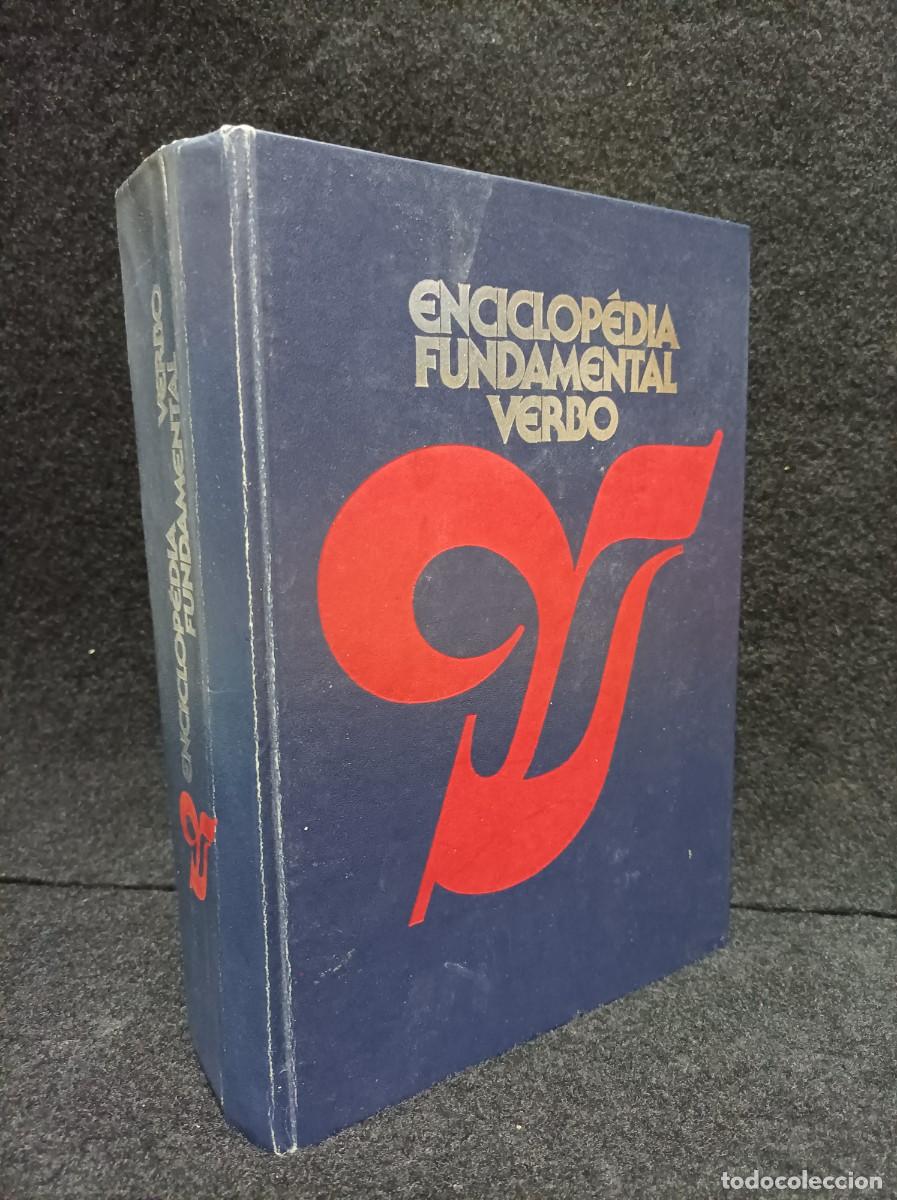 ENCICLOPÉDIA
FUNDAMENTAL
VERBO
ENCICLOPÉDIA VERBO
FUNDAMENTAL
todocoleccion